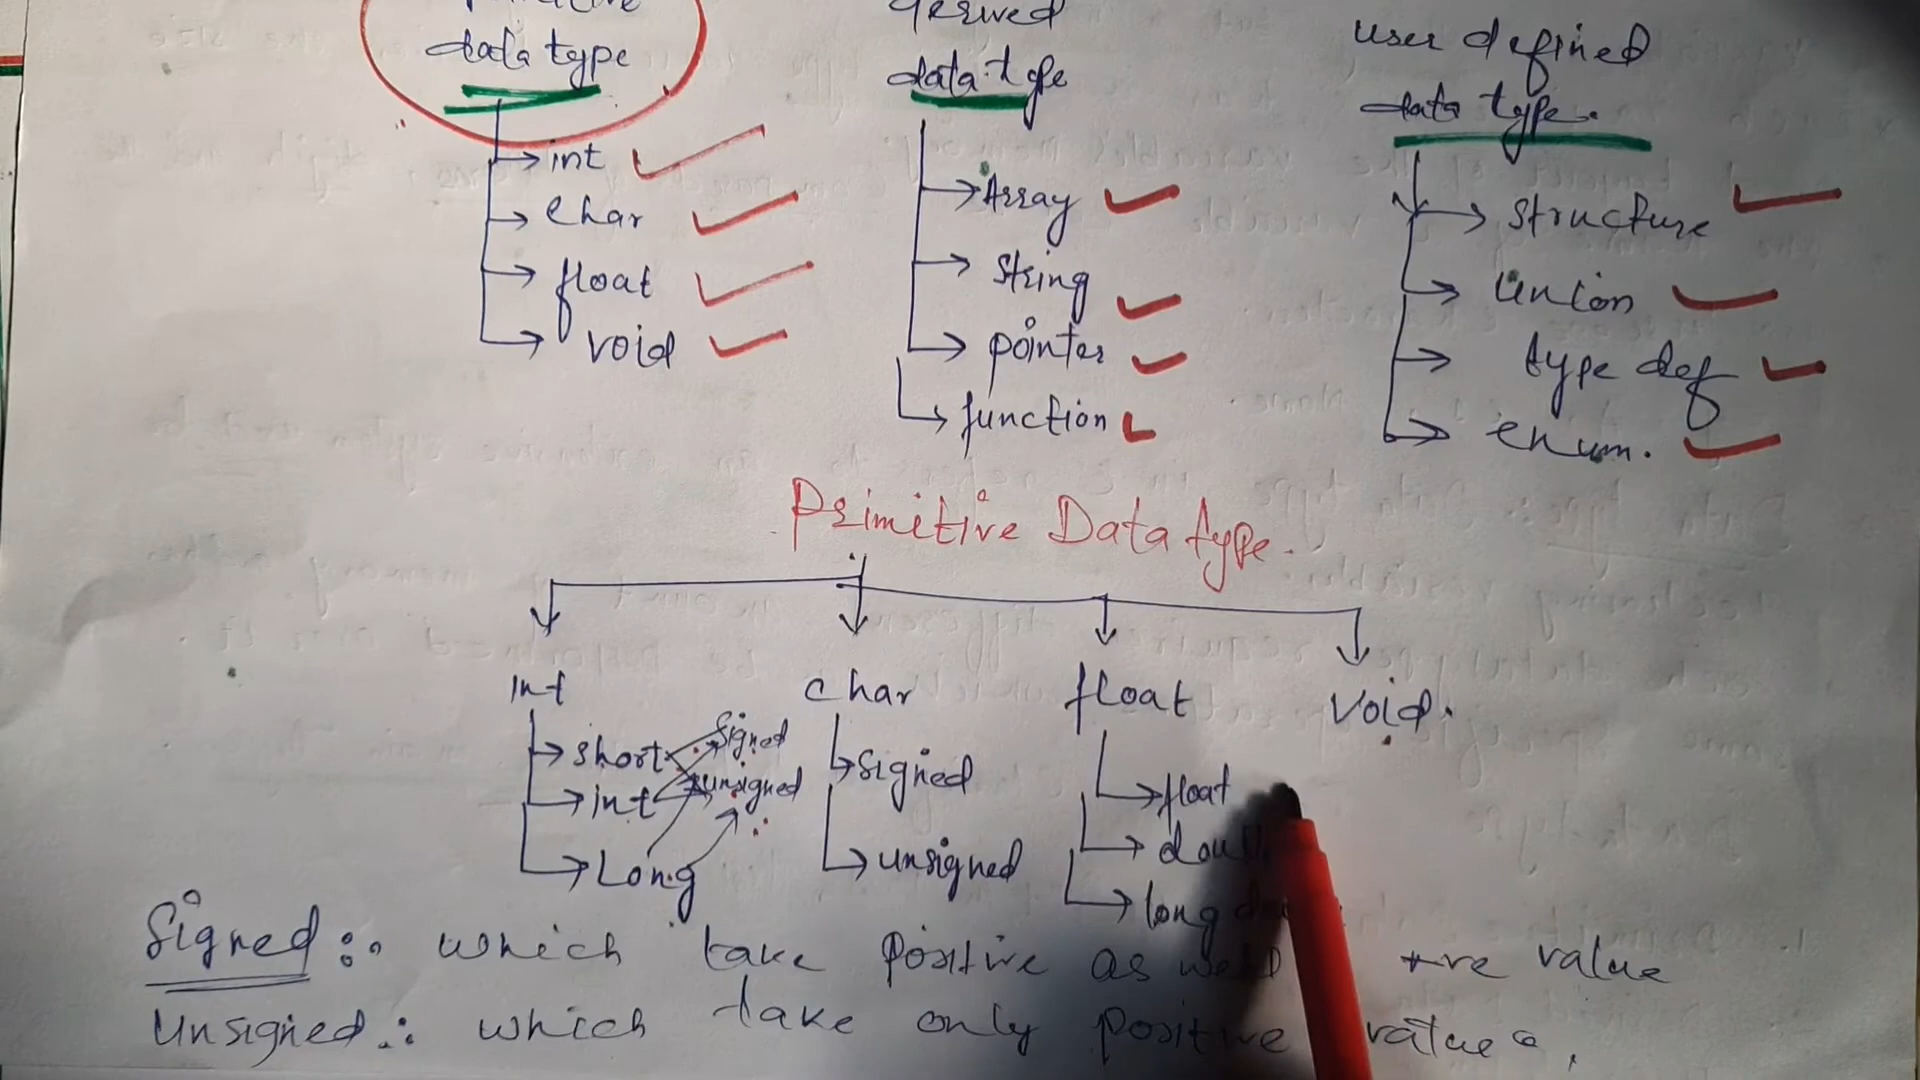 data type
derived
data type
user defined
data type.
int
char
float
void
Array
string
pointer
function
structure
union
type def
enum.
Primitive Data type.
Int
char
float
void.
short
int
Long
signed
unsigned
signed
unsigned
float
long
Signed :. which take positive as well +ve value
Unsigned :. which take only positive value.